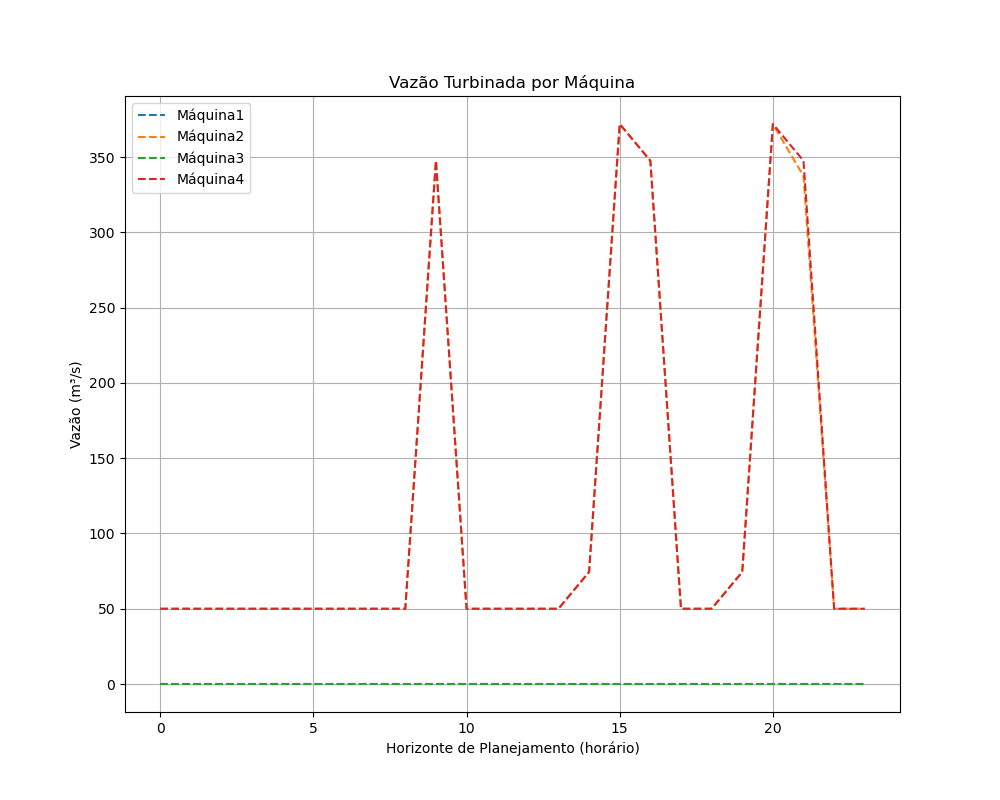 Vazão Turbinada por Máquina
Máquina1
Máquina2
Máquina3
Máquina4
350
300
250
200
150
100
50
0
Vazão (m³/s)
0 5 10 15 20
Horizonte de Planejamento (horário)